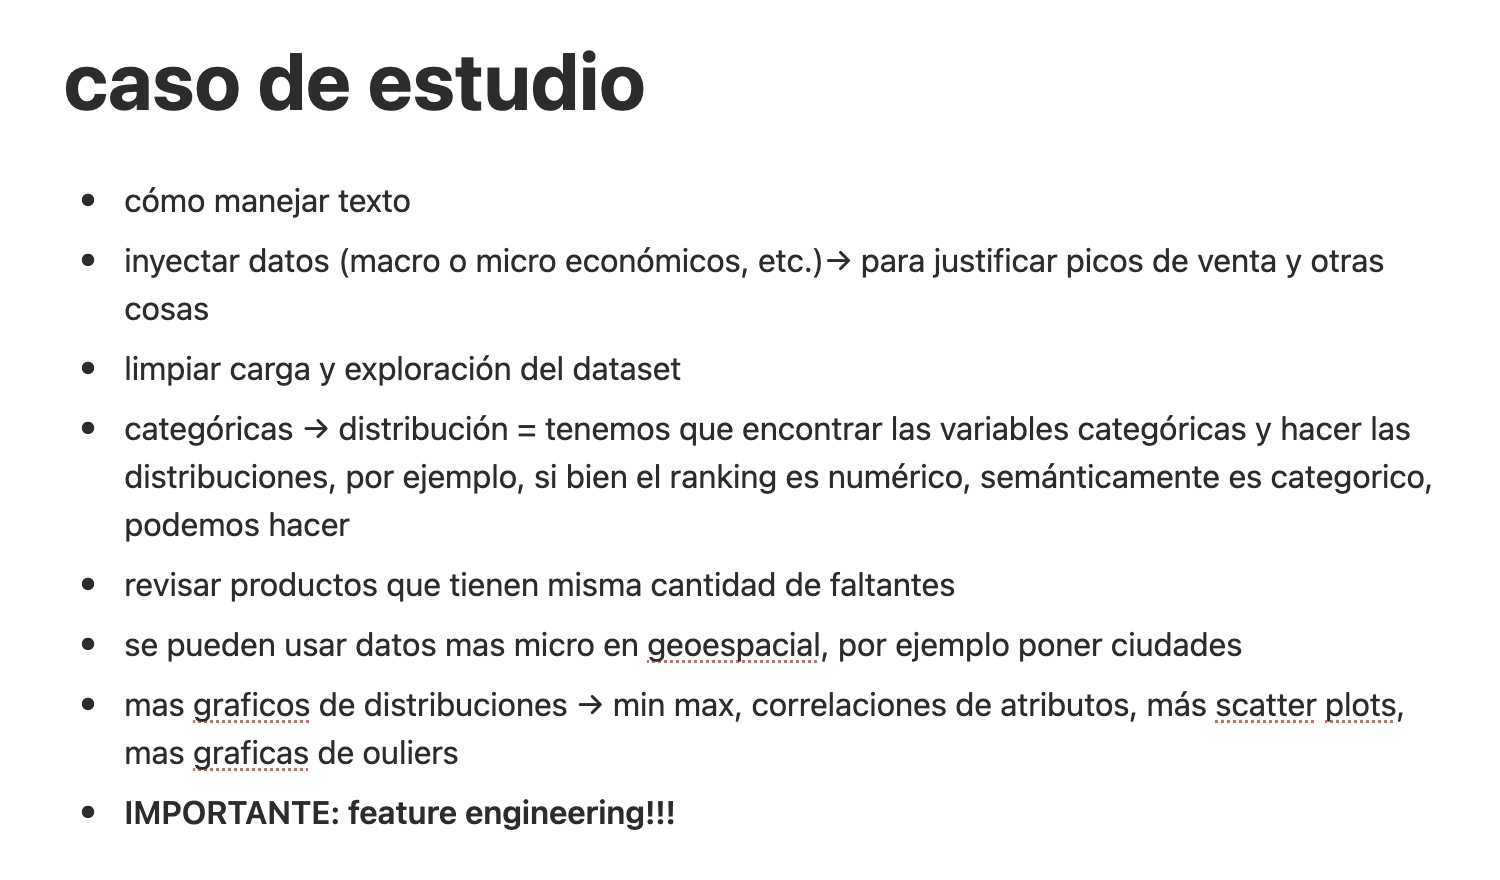 caso de estudio
• cómo manejar texto
• inyectar datos (macro o micro económicos, etc.)→ para justificar picos de venta y otras
cosas
• limpiar carga y exploración del dataset
• categóricas → distribución = tenemos que encontrar las variables categóricas y hacer las
distribuciones, por ejemplo, si bien el ranking es numérico, semánticamente es categorico,
podemos hacer
• revisar productos que tienen misma cantidad de faltantes
• se pueden usar datos mas micro en geoespacial, por ejemplo poner ciudades
• mas graficos de distribuciones → min max, correlaciones de atributos, más scatter plots,
mas graficas de ouliers
• IMPORTANTE: feature engineering!!!